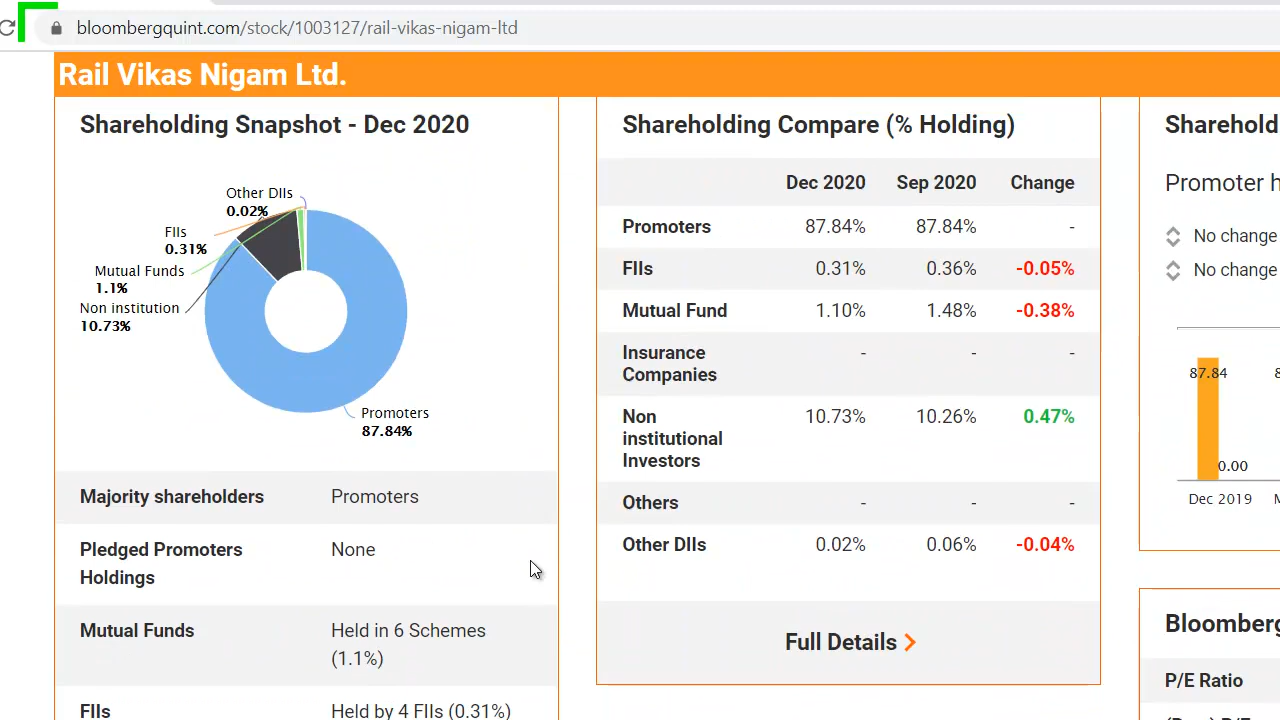 bloombergquint.com/stock/1003127/rail-vikas-nigam-ltd
Rail Vikas Nigam Ltd.
Shareholding Snapshot - Dec 2020
Other DIIs
0.02%
FIIs
0.31%
Mutual Funds
1.1%
Non institution
10.73%
Promoters
87.84%
Majority shareholders Promoters
Pledged Promoters Holdings None
Mutual Funds Held in 6 Schemes
(1.1%)
FIIs Held by 4 FIIs (0.31%)
Shareholding Compare (% Holding)
Dec 2020 Sep 2020 Change
Promoters 87.84% 87.84% -
FIIs 0.31% 0.36% -0.05%
Mutual Fund 1.10% 1.48% -0.38%
Insurance - - -
Companies
Non 10.73% 10.26% 0.47%
institutional
Investors
Others - - -
Other DIIs 0.02% 0.06% -0.04%
Full Details
Sharehold
Promoter h
No change
No change
87.84
0.00
Dec 2019
Bloomberg
P/E Ratio